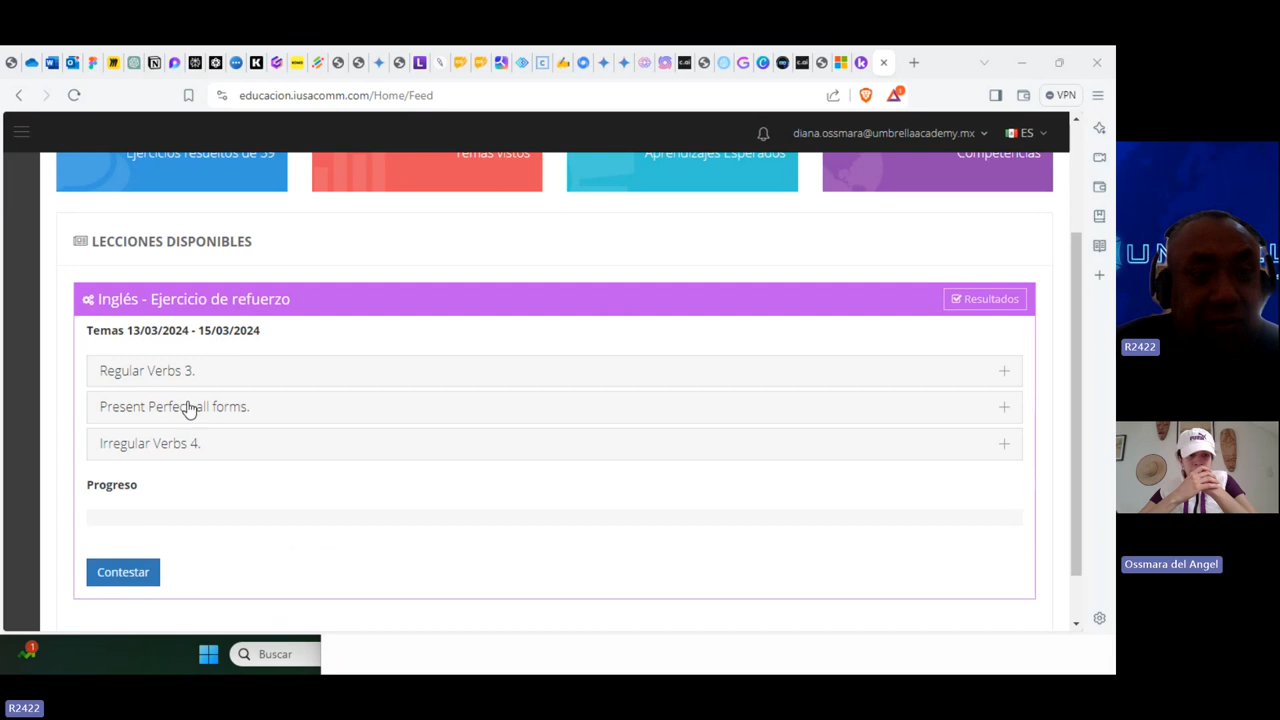 educacion.iusacomm.com/Home/Feed
VPN
diana.ossmara@umbrellaacademy.mx
ES
Ejercicios resueltos de 39
Temas vistos
Aprendizajes Esperados
Competencias
LECCIONES DISPONIBLES
Inglés - Ejercicio de refuerzo
Resultados
Temas 13/03/2024 - 15/03/2024
Regular Verbs 3.
Present Perfect all forms.
Irregular Verbs 4.
Progreso
Contestar
1
Buscar
R2422
Ossmara del Angel
R2422